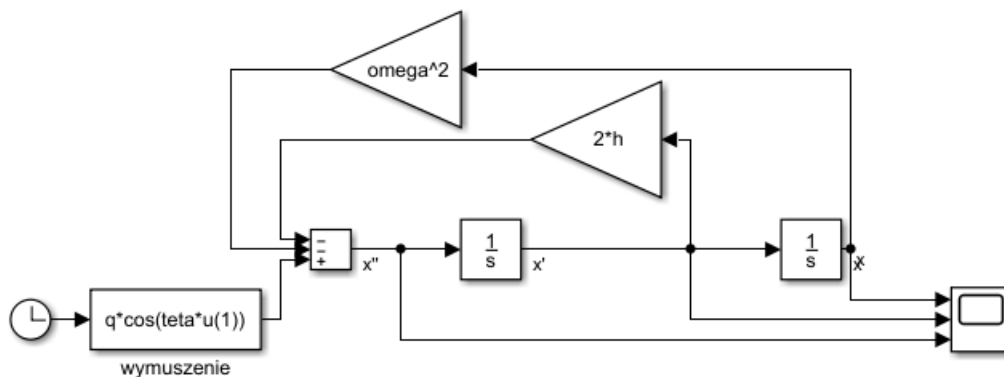 omega^2
2*h
−
−
+
x"
1
s
x'
1
s
x
x
q*cos(teta*u(1))
wymuszenie